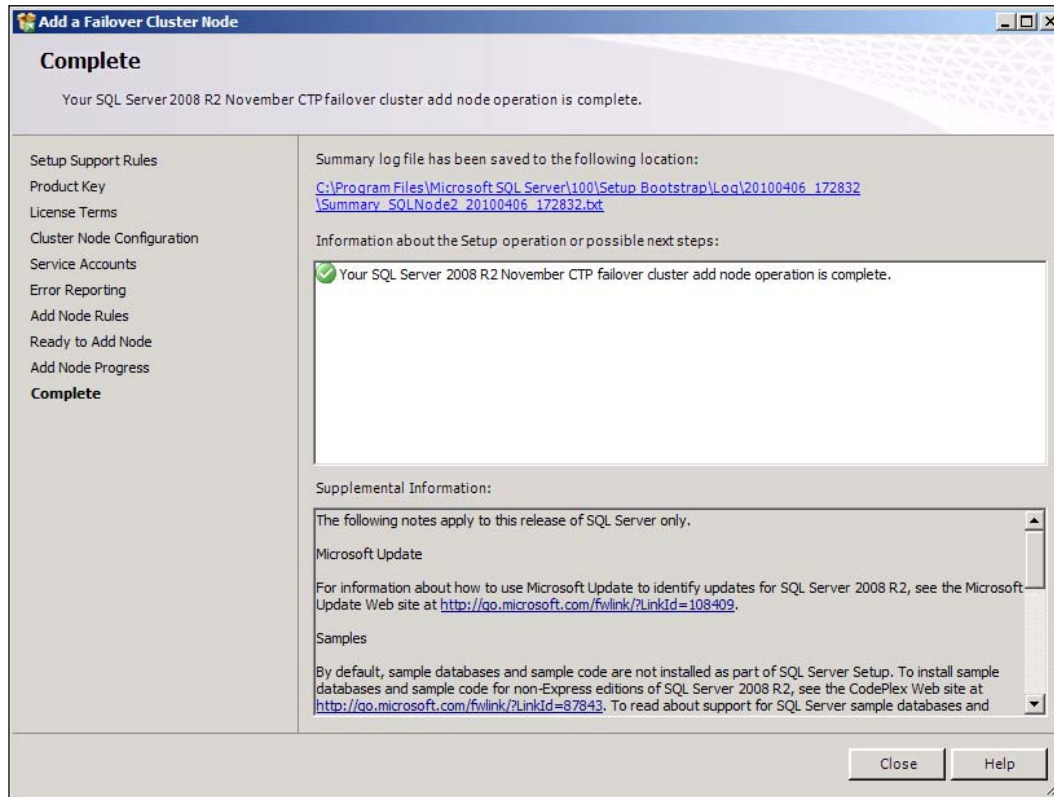 Add a Failover Cluster Node
Complete
Your SQL Server 2008 R2 November CTP failover cluster add node operation is complete.
Setup Support Rules
Product Key
License Terms
Cluster Node Configuration
Service Accounts
Error Reporting
Add Node Rules
Ready to Add Node
Add Node Progress
Complete
Summary log file has been saved to the following location:
C:\Program Files\Microsoft SQL Server\100\Setup Bootstrap\Log\20100406_172832
\Summary_SQLNode2_20100406_172832.txt
Information about the Setup operation or possible next steps:
Your SQL Server 2008 R2 November CTP failover cluster add node operation is complete.
Supplemental Information:
The following notes apply to this release of SQL Server only.
Microsoft Update
For information about how to use Microsoft Update to identify updates for SQL Server 2008 R2, see the Microsoft
Update Web site at http://go.microsoft.com/fwlink/?LinkId=108409.
Samples
By default, sample databases and sample code are not installed as part of SQL Server Setup. To install sample
databases and sample code for non-Express editions of SQL Server 2008 R2, see the CodePlex Web site at
http://go.microsoft.com/fwlink/?LinkId=87843. To read about support for SQL Server sample databases and
Close
Help